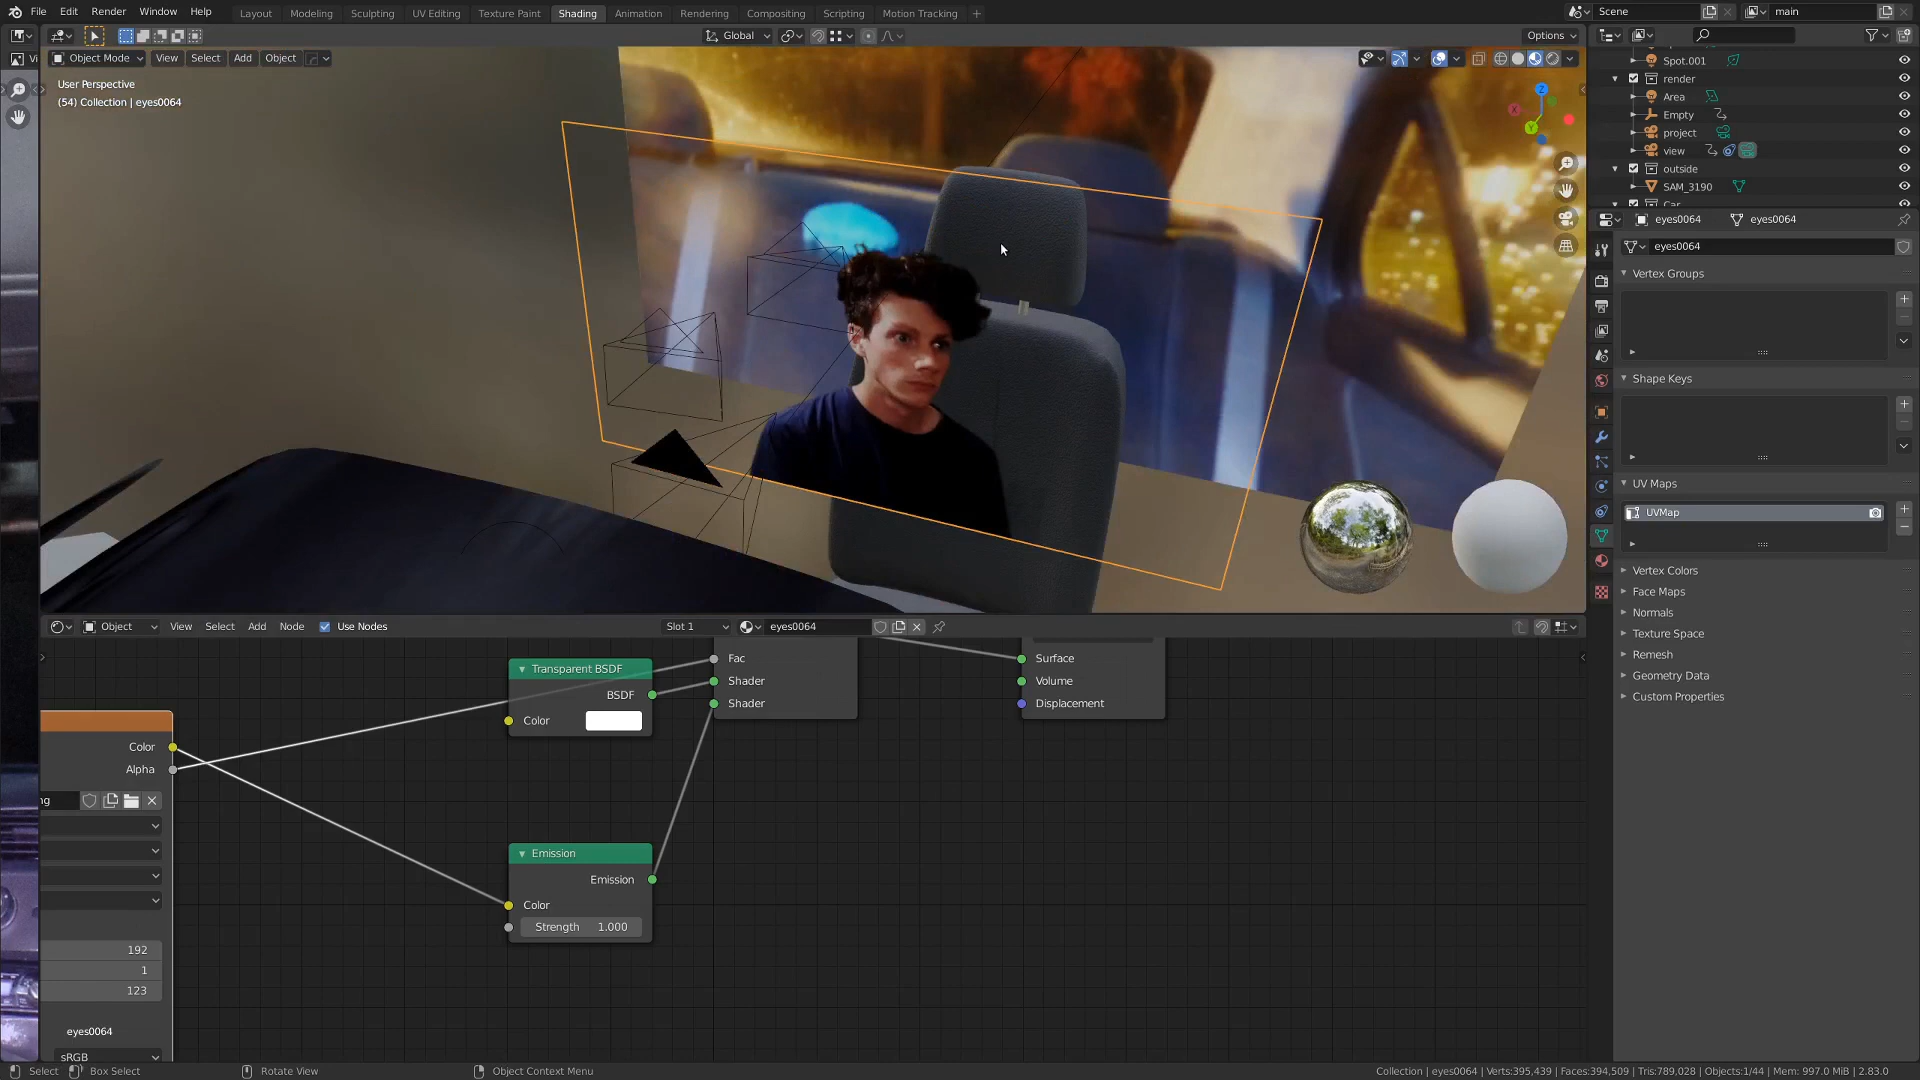 File Edit Render Window Help Layout Modeling Sculpting UV Editing Texture Paint Shading Animation Rendering Compositing Scripting Motion Tracking + Scene main
Global Options
Object Mode View Select Add Object
User Perspective
(54) Collection | eyes0064
Spot.001
render
Area
Empty
project
view
outside
SAM_3190
eyes0064 eyes0064
eyes0064
Vertex Groups
Shape Keys
UV Maps
UVMap
Vertex Colors
Face Maps
Normals
Texture Space
Remesh
Geometry Data
Custom Properties
Object View Select Add Node Use Nodes Slot 1 eyes0064
Transparent BSDF
BSDF
Color
Fac
Shader
Shader
Surface
Volume
Displacement
Color
Alpha
ng
192
1
123
eyes0064
sRGB
Emission
Emission
Color
Strength 1.000
Select Box Select Rotate View Object Context Menu Collection | eyes0064 | Verts:395,439 | Faces:394,509 | Tris:789,028 | Objects:1/44 | Mem: 997.0 MiB | 2.83.0